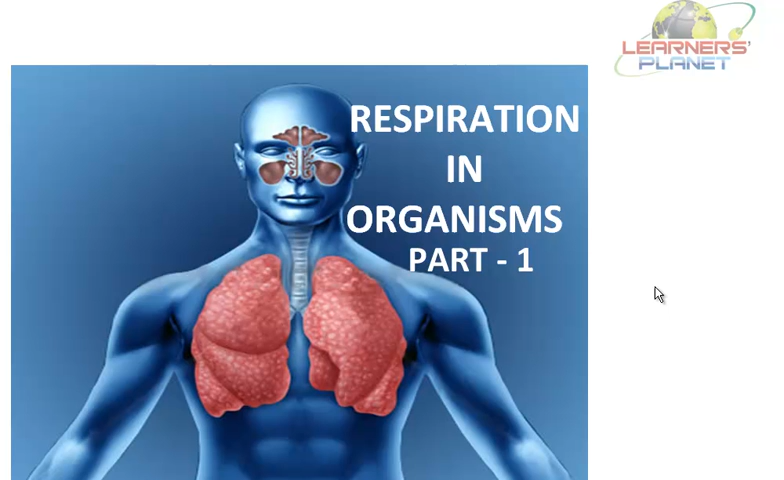 LEARNERS'
PLANET
RESPIRATION
IN
ORGANISMS
PART - 1